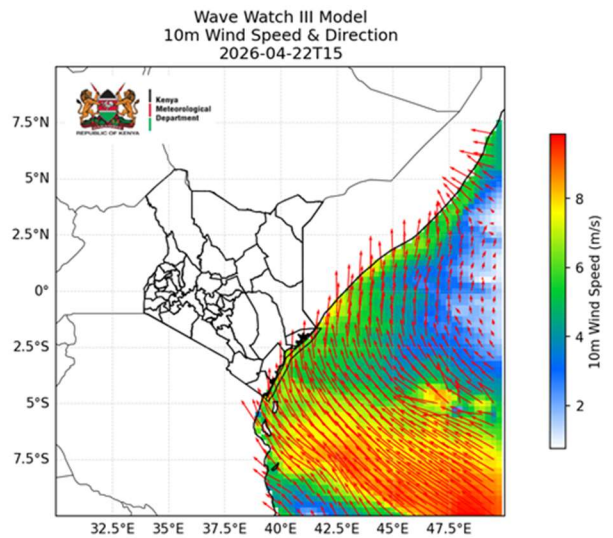 Wave Watch III Model
10m Wind Speed & Direction
2026-04-22T15
Kenya
Meteorological
Department
REPUBLIC OF KENYA
7.5°N
5°N
2.5°N
0°
2.5°S
5°S
7.5°S
32.5°E 35°E 37.5°E 40°E 42.5°E 45°E 47.5°E
8
6
4
2
10m Wind Speed (m/s)